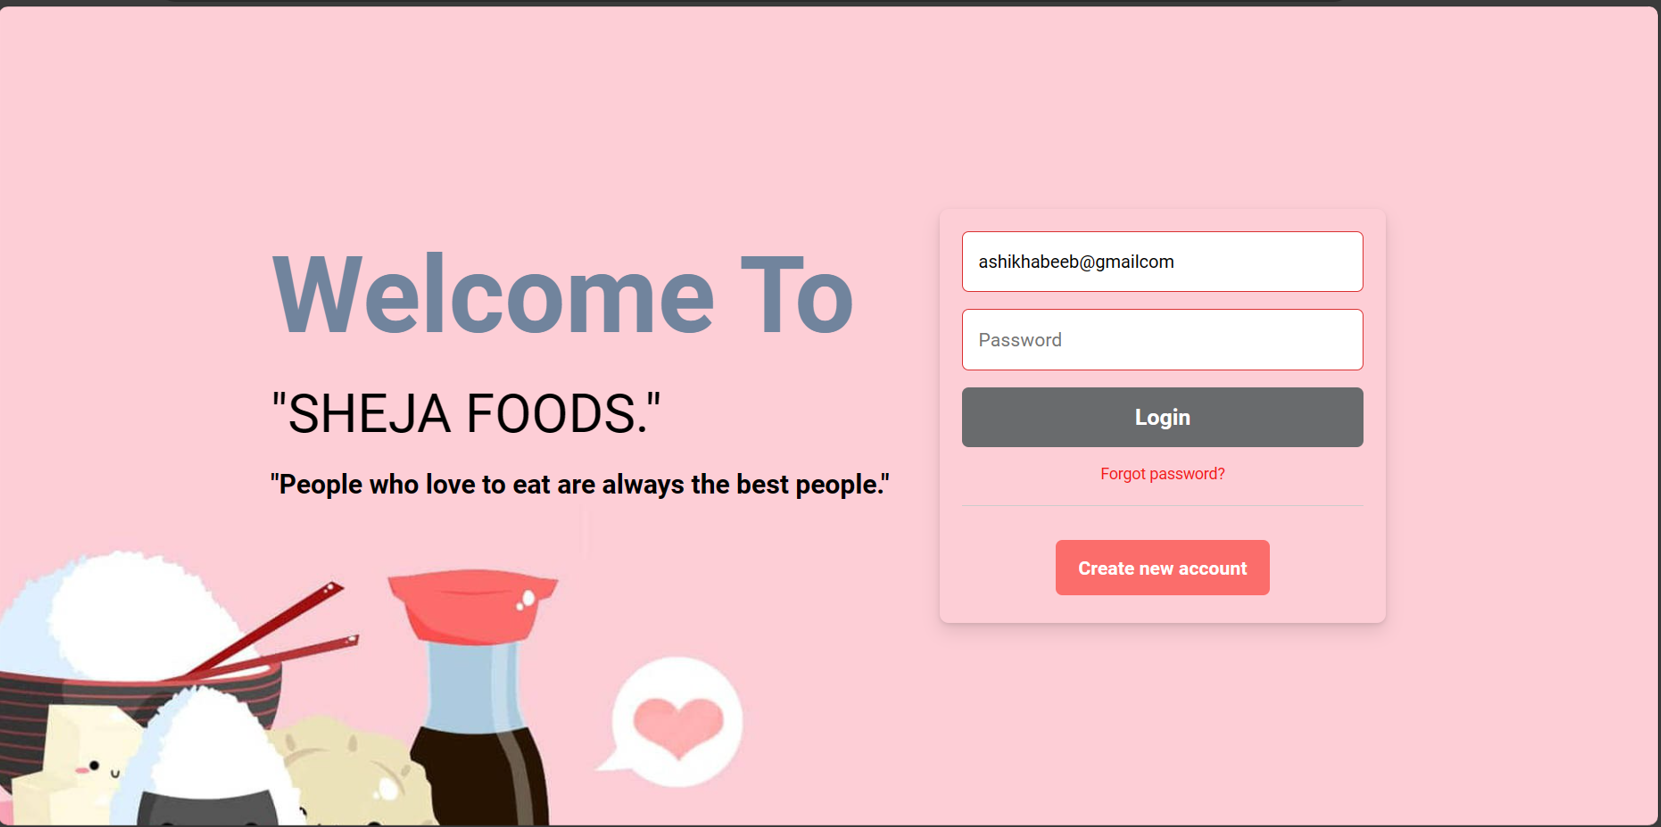 Welcome To
"SHEJA FOODS."
"People who love to eat are always the best people."
ashikhabeeb@gmailcom
Password
Login
Forgot password?
Create new account